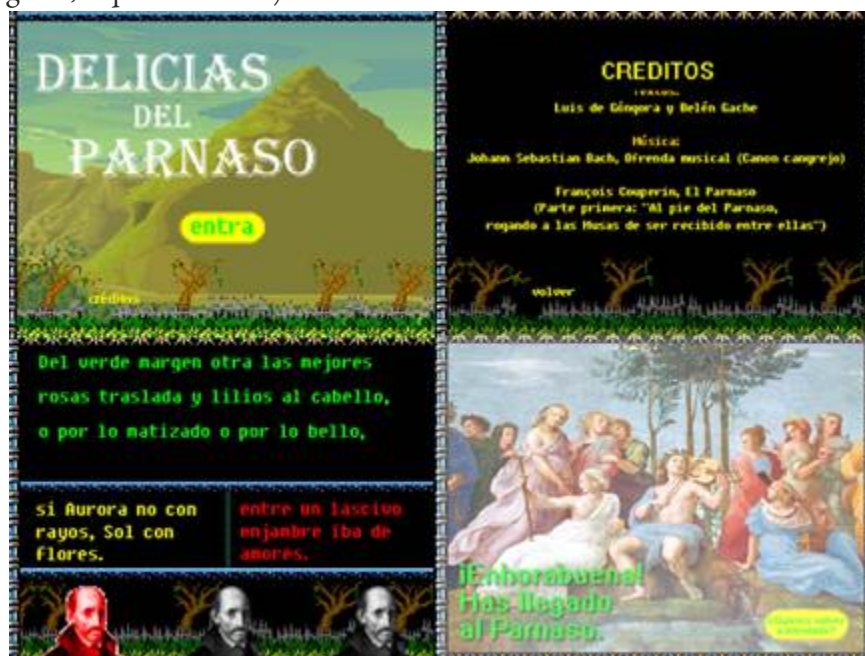 DELICIAS
DEL
PARNASO
entra
créditos
CREDITOS
Textos:
Luis de Góngora y Belén Gache
Música:
Johann Sebastian Bach, Ofrenda musical (Canon cangrejo)
François Couperin, El Parnaso
(Parte primera: "Al pie del Parnaso,
rogando a las Musas de ser recibido entre ellas")
volver
Del verde margen otra las mejores
rosas traslada y lilios al cabello,
o por lo matizado o por lo bello,
si Aurora no con
rayos, Sol con
flores.
entre un lascivo
enjambre iba de
amores.
¡Enhorabuena!
Has llegado
al Parnaso.